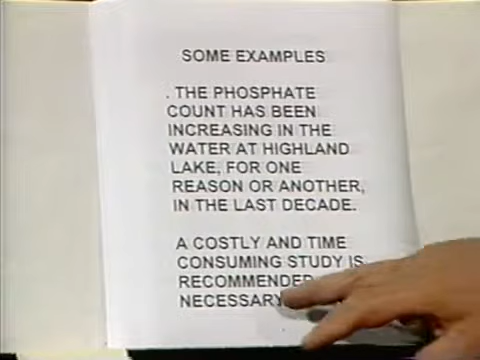 SOME EXAMPLES
. THE PHOSPHATE
COUNT HAS BEEN
INCREASING IN THE
WATER AT HIGHLAND
LAKE, FOR ONE
REASON OR ANOTHER,
IN THE LAST DECADE.
A COSTLY AND TIME
CONSUMING STUDY IS
RECOMMENDED
NECESSARY